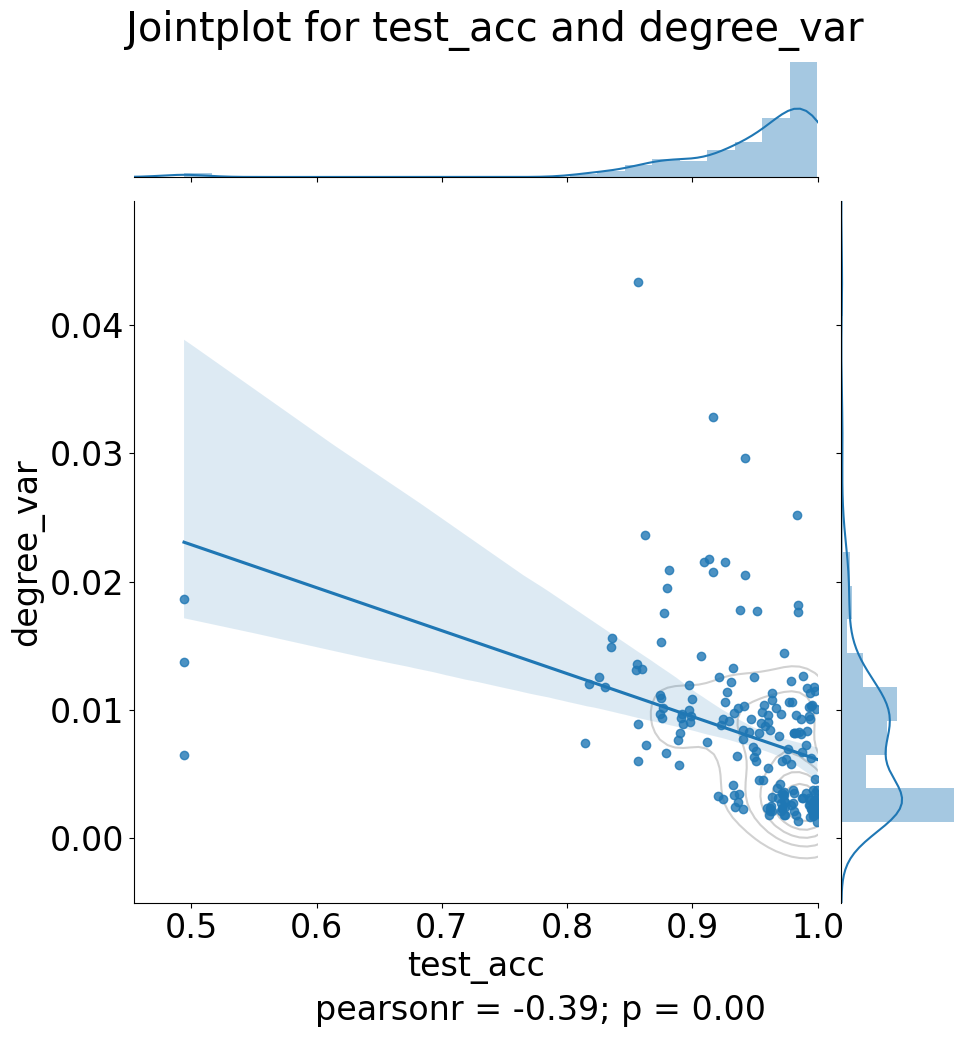 Jointplot for test_acc and degree_var
0.04
0.03
0.02
0.01
0.00
degree_var
0.5 0.6 0.7 0.8 0.9 1.0
test_acc
pearsonr = -0.39; p = 0.00